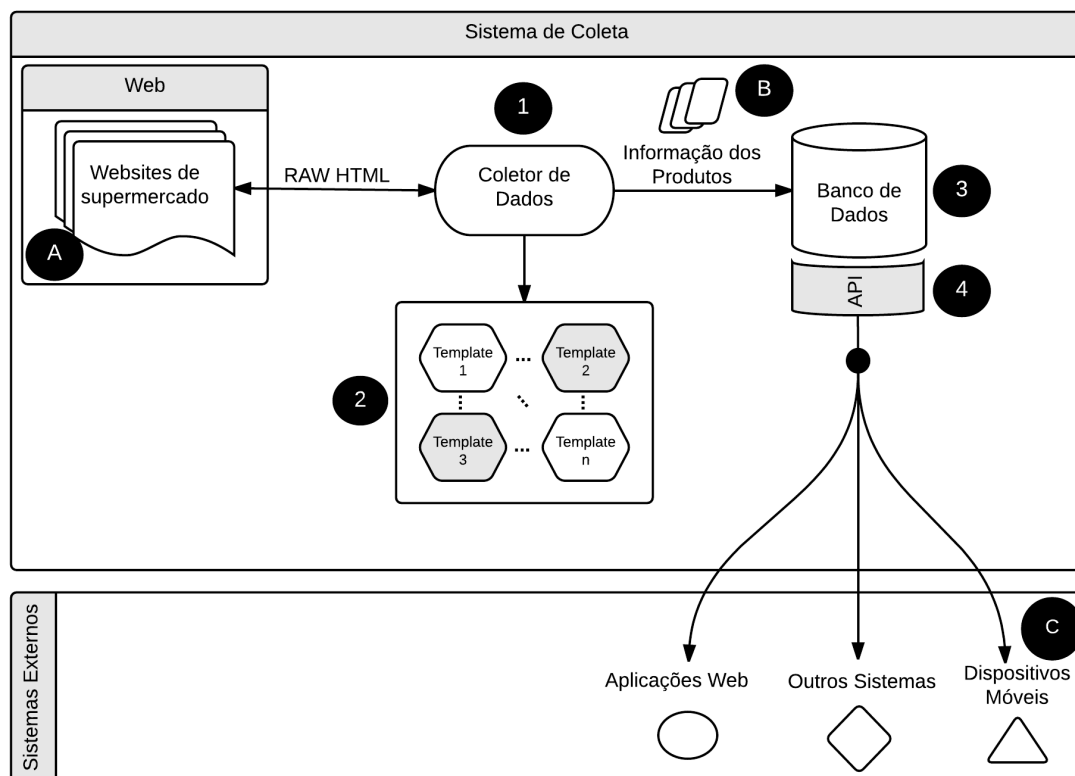 Sistema de Coleta
Web
Websites de
supermercado
A
RAW HTML
1
Coletor de
Dados
B
Informação dos
Produtos
Banco de
Dados
3
API
4
2
Template
1
...
Template
2
Template
3
...
Template
n
Sistemas Externos
C
Aplicações Web
Outros Sistemas
Dispositivos
Móveis